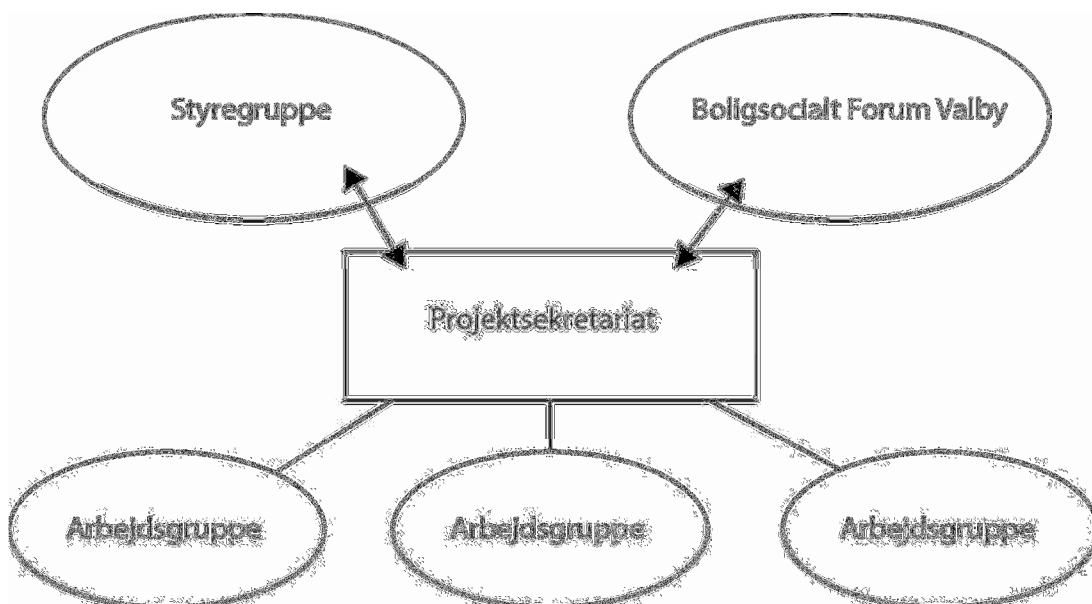 Styregruppe
Boligsocialt Forum Valby
Projektsekretariat
Arbejdsgruppe
Arbejdsgruppe
Arbejdsgruppe